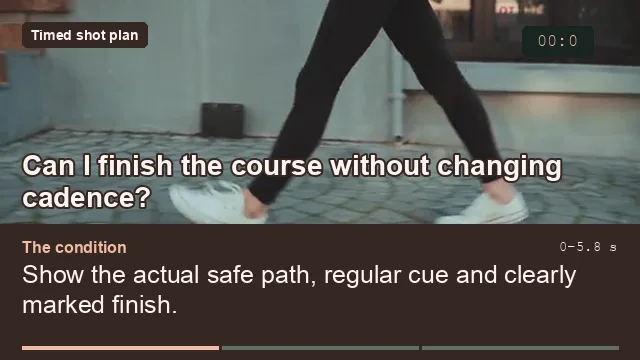 Timed shot plan
00:0
Can I finish the course without changing
cadence?
The condition
0–5.8 s
Show the actual safe path, regular cue and clearly
marked finish.